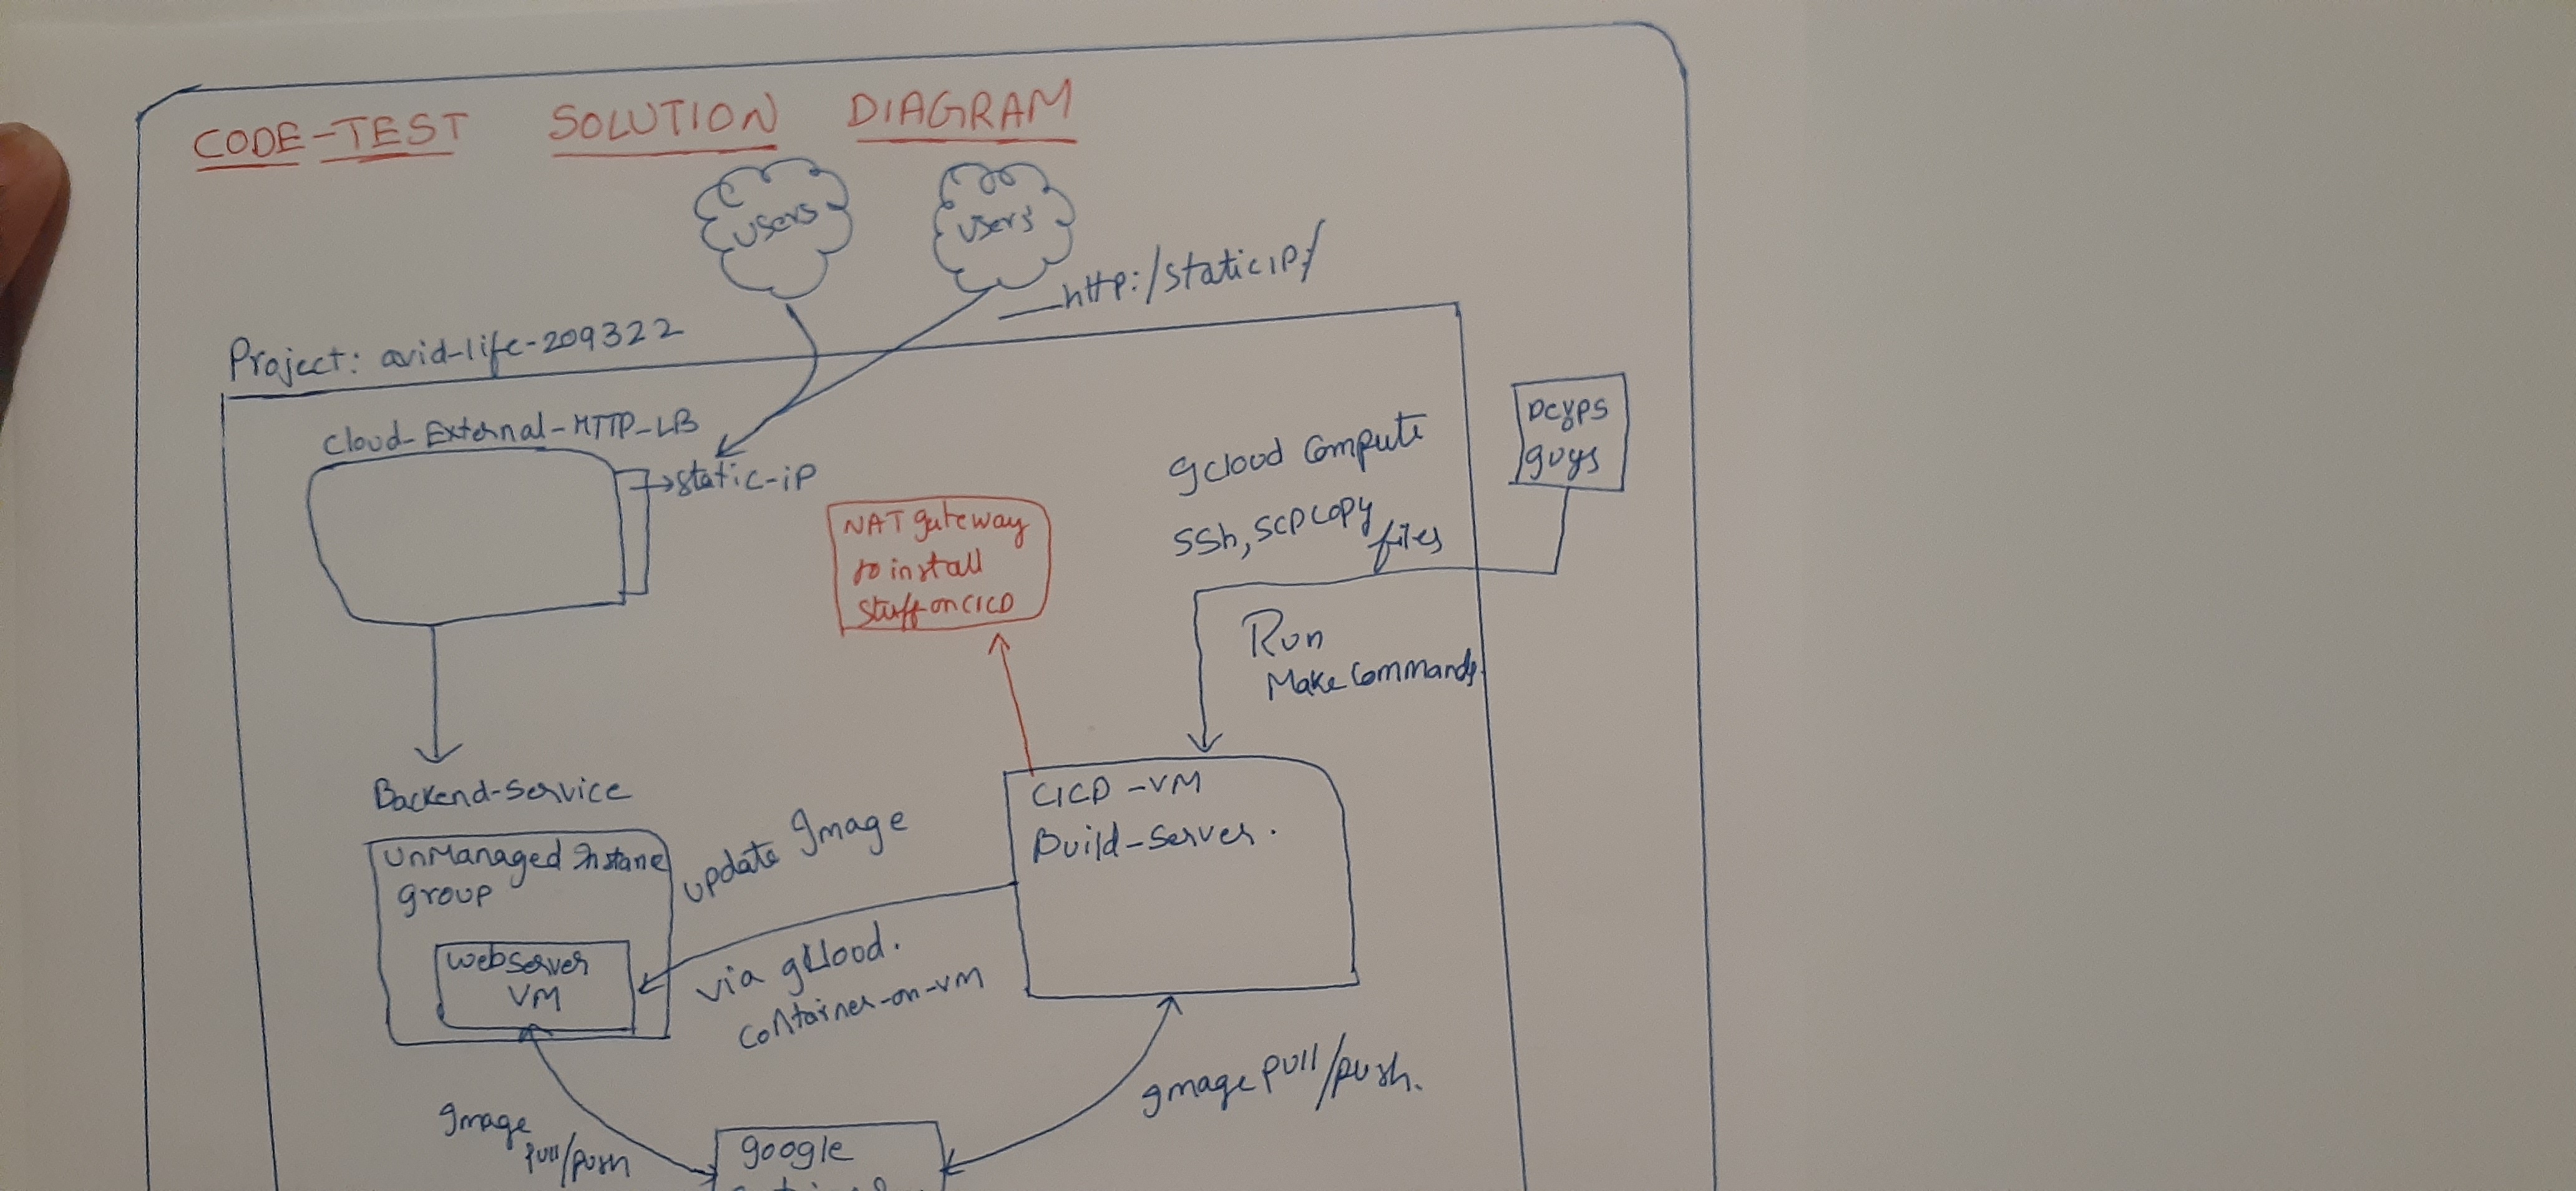 CODE-TEST SOLUTION DIAGRAM
users
users
http:/staticIP/
Project: avid-life-209322
Cloud-External-HTTP-LB
static-iP
NAT gateway
to install
stuff on CICD
gcloud compute
SSh, SCP copy
files
guys
Run
Make Commands
Backend-Service
UnManaged Instane
group
webserver
VM
update Image
via gcloud.
container-on-vm
CICD-VM
Build-Server.
Image
pull/push
Image pull/push.
google